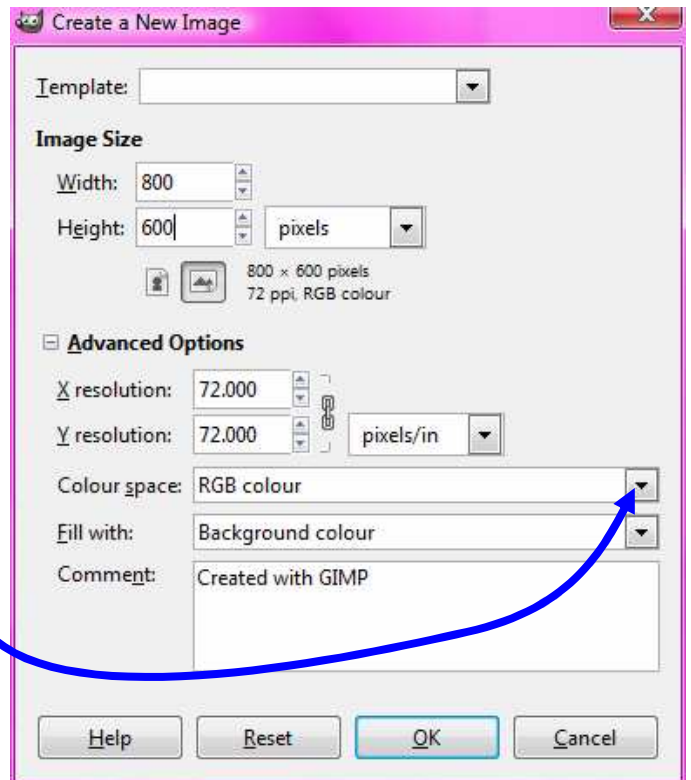 Create a New Image
Template:
Image Size
Width: 800
Height: 600 pixels
800 × 600 pixels
72 ppi, RGB colour
Advanced Options
X resolution: 72.000
Y resolution: 72.000 pixels/in
Colour space: RGB colour
Fill with: Background colour
Comment: Created with GIMP
Help Reset OK Cancel